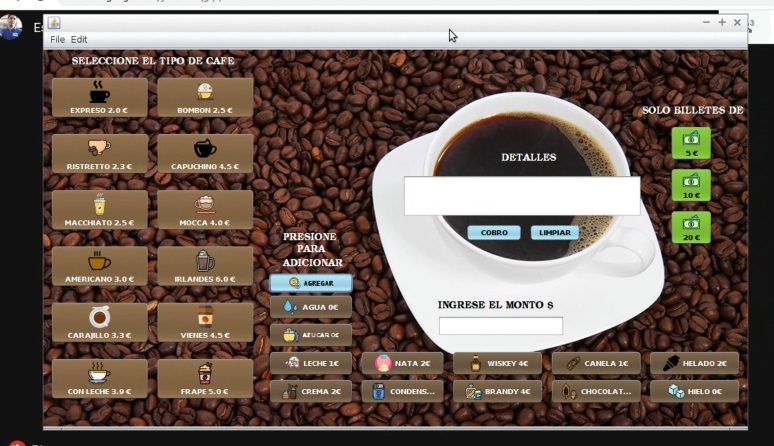 File Edit
SELECCIONE EL TIPO DE CAFE
EXPRESO 2.0 €
BOMBON 2.5 €
RISTRETTO 2.3 €
CAPUCHINO 4.5 €
MACCHIATO 2.5 €
MOCCA 4.0 €
AMERICANO 3.0 €
IRLANDES 6.0 €
CARAJILLO 3.3 €
VIENES 4.5 €
CON LECHE 3.9 €
FRAPE 5.0 €
PRESIONE
PARA
ADICIONAR
AGREGAR
AGUA 0€
AZUCAR 0€
LECHE 1€
NATA 2€
WISKEY 4€
CANELA 1€
HELADO 2€
CREMA 2€
CONDENS...
BRANDY 4€
CHOCOLAT...
HIELO 0€
DETALLES
COBRO
LIMPIAR
INGRESE EL MONTO $
SOLO BILLETES DE
5 €
10 €
20 €